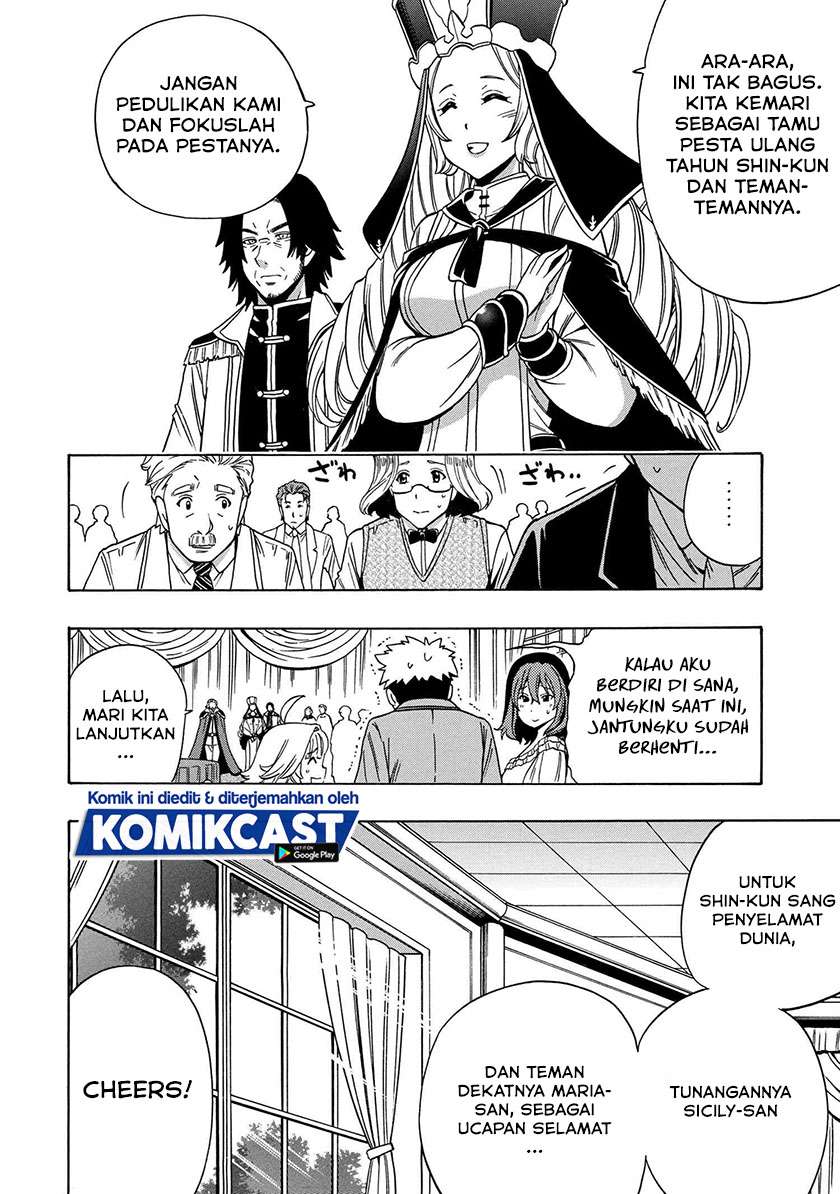 ARA-ARA,
INI TAK BAGUS.
KITA KEMARI
SEBAGAI TAMU
PESTA ULANG
TAHUN SHIN-KUN
DAN TEMAN-
TEMANNYA.
JANGAN
PEDULIKAN KAMI
DAN FOKUSLAH
PADA PESTANYA.
ざわ
ざわ..
......
KALAU AKU
BERDIRI DI SANA,
MUNGKIN SAAT INI,
JANTUNGKU SUDAH
BERHENTI...
LALU,
MARI KITA
LANJUTKAN
...
Komik ini diedit & diterjemahkan oleh
KOMIKCAST
GET IT ON
Google Play
UNTUK
SHIN-KUN SANG
PENYELAMAT
DUNIA,
TUNANGANNYA
SICILY-SAN
DAN TEMAN
DEKATNYA MARIA-
SAN, SEBAGAI
UCAPAN SELAMAT
...
CHEERS!